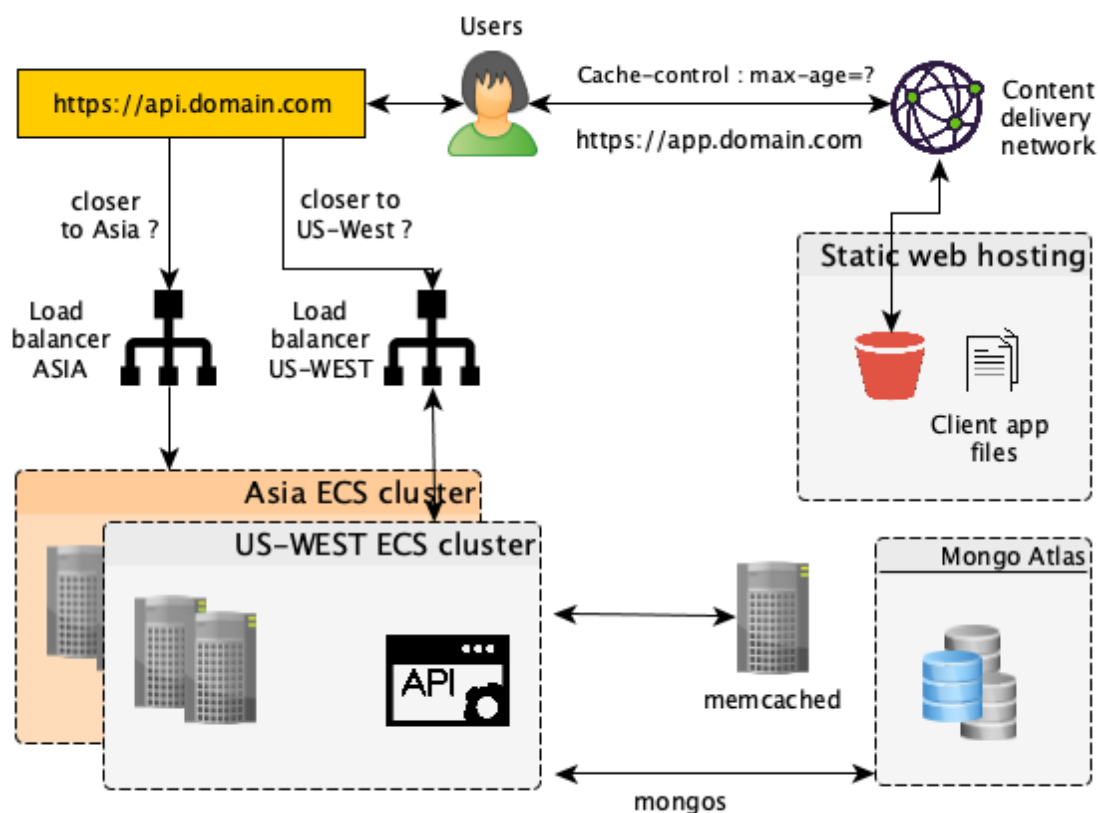 Users
https://api.domain.com
Cache-control : max-age=?
https://app.domain.com
Content
delivery
network
closer
to Asia ?
closer to
US-West ?
Static web hosting
Load
balancer
ASIA
Load
balancer
US-WEST
Client app
files
Asia ECS cluster
US-WEST ECS cluster
API
memcached
Mongo Atlas
mongos